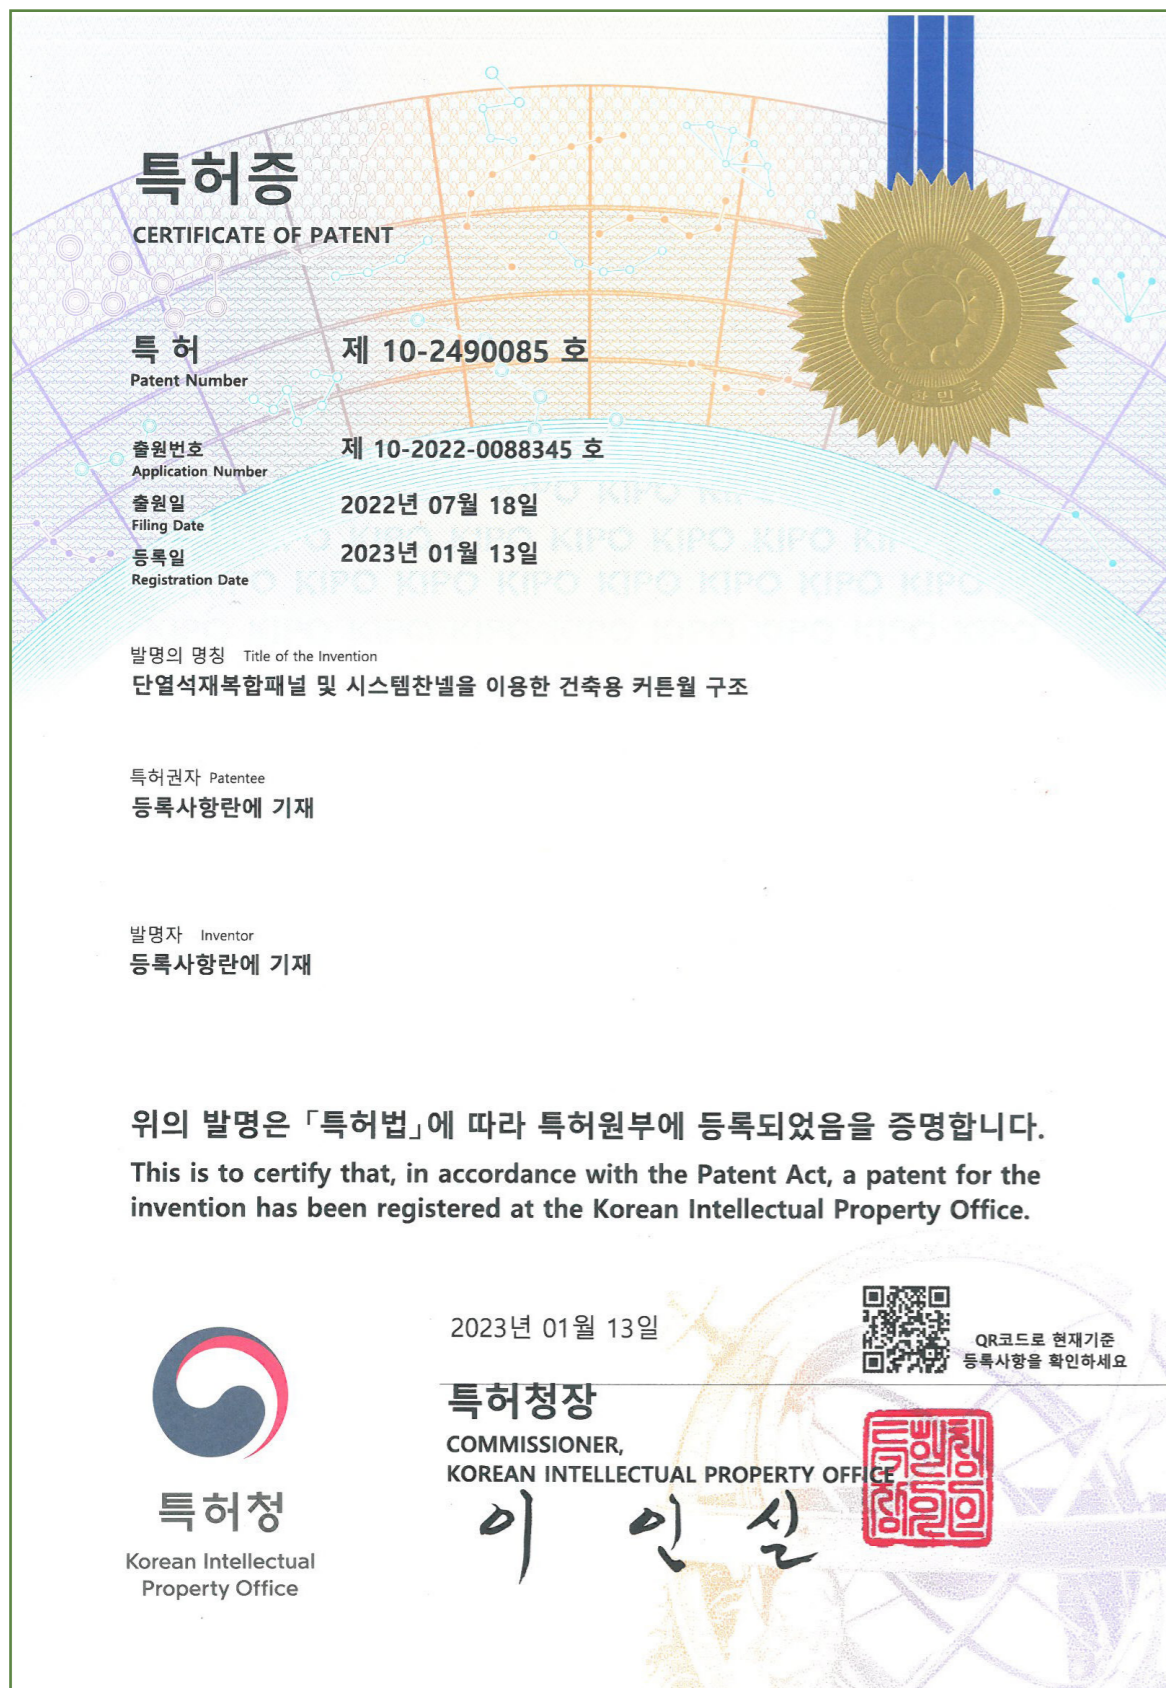 특허증
CERTIFICATE OF PATENT
특 허 제 10-2490085 호
Patent Number
출원번호 제 10-2022-0088345 호
Application Number
출원일 2022년 07월 18일
Filing Date
등록일 2023년 01월 13일
Registration Date
발명의 명칭 Title of the Invention
단열석재복합패널 및 시스템찬넬을 이용한 건축용 커튼월 구조
특허권자 Patentee
등록사항란에 기재
발명자 Inventor
등록사항란에 기재
위의 발명은 「특허법」에 따라 특허원부에 등록되었음을 증명합니다.
This is to certify that, in accordance with the Patent Act, a patent for the
invention has been registered at the Korean Intellectual Property Office.
2023년 01월 13일
QR코드로 현재기준
등록사항을 확인하세요
특허청장
COMMISSIONER,
KOREAN INTELLECTUAL PROPERTY OFFICE
이 인 실
특허청
Korean Intellectual
Property Office
대한민국